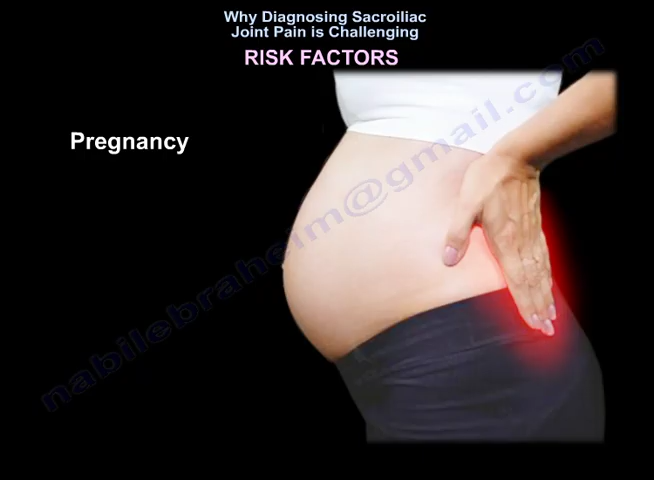 Why Diagnosing Sacroiliac
Joint Pain is Challenging
RISK FACTORS
Pregnancy
nabilebraheim@gmail.com